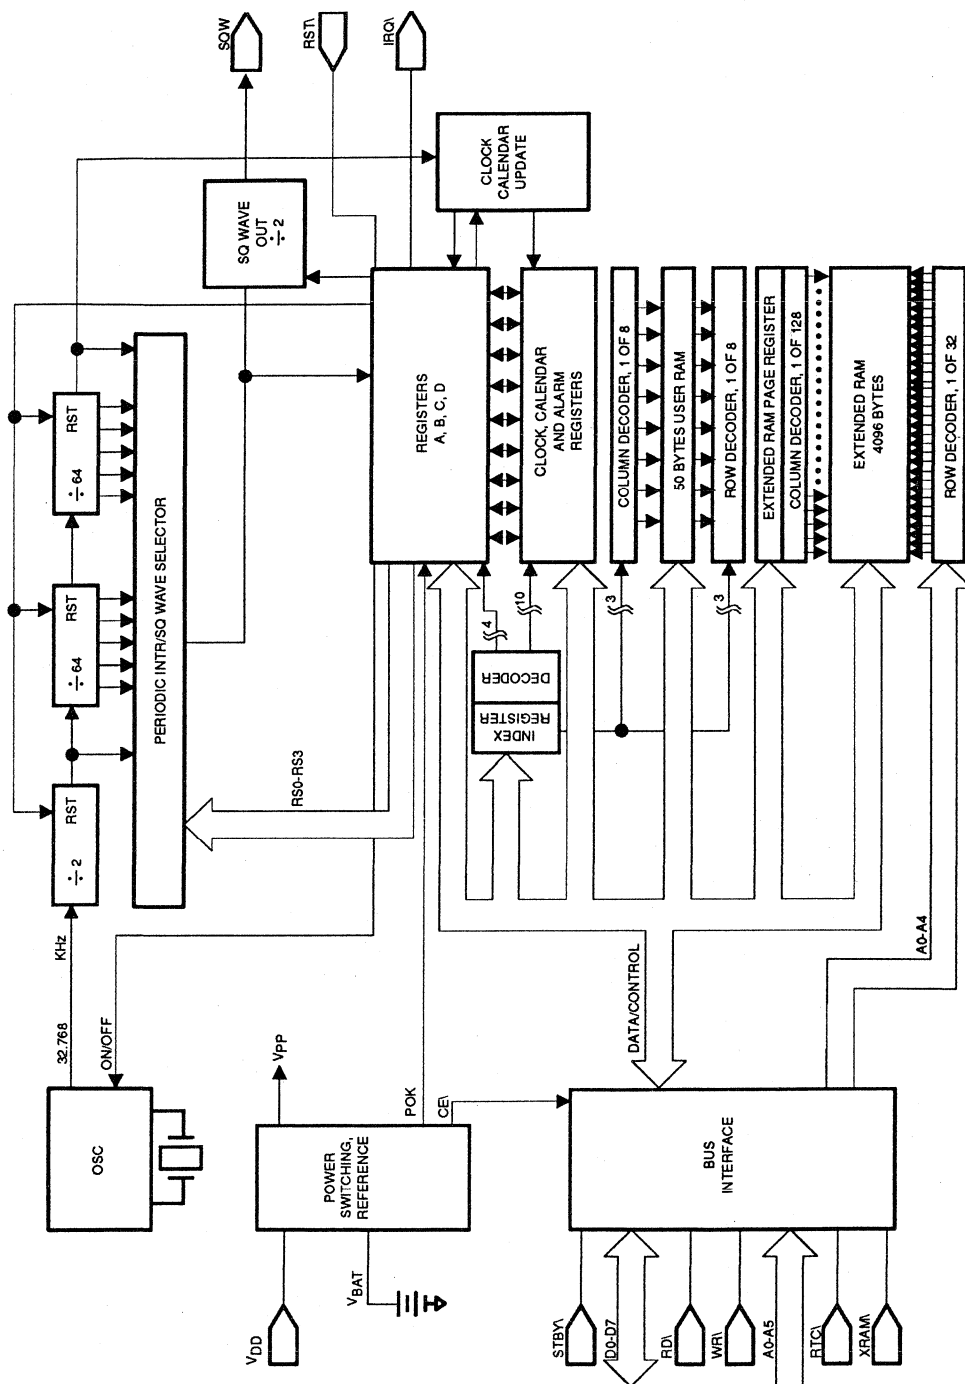 OSC
32.768
KHz
ON/OFF
÷ 2
RST
÷ 64
RST
÷ 64
RST
PERIODIC INTR/SQ WAVE SELECTOR
SQ WAVE
OUT
÷ 2
SQW
RST\
IRQ\
CLOCK
CALENDAR
UPDATE
RS0-RS3
VDD
VBAT
POWER
SWITCHING,
REFERENCE
VPP
POK
CE\
REGISTERS
A, B, C, D
CLOCK, CALENDAR
AND ALARM
REGISTERS
4
10
INDEX
REGISTER
DECODER
COLUMN DECODER, 1 OF 8
3
50 BYTES USER RAM
ROW DECODER, 1 OF 8
3
EXTENDED RAM PAGE REGISTER
COLUMN DECODER, 1 OF 128
EXTENDED RAM
4096 BYTES
ROW DECODER, 1 OF 32
DATA/CONTROL
A0-A4
BUS
INTERFACE
STBY\
D0-D7
RD\
WR\
A0-A5
RTC\
XRAM\